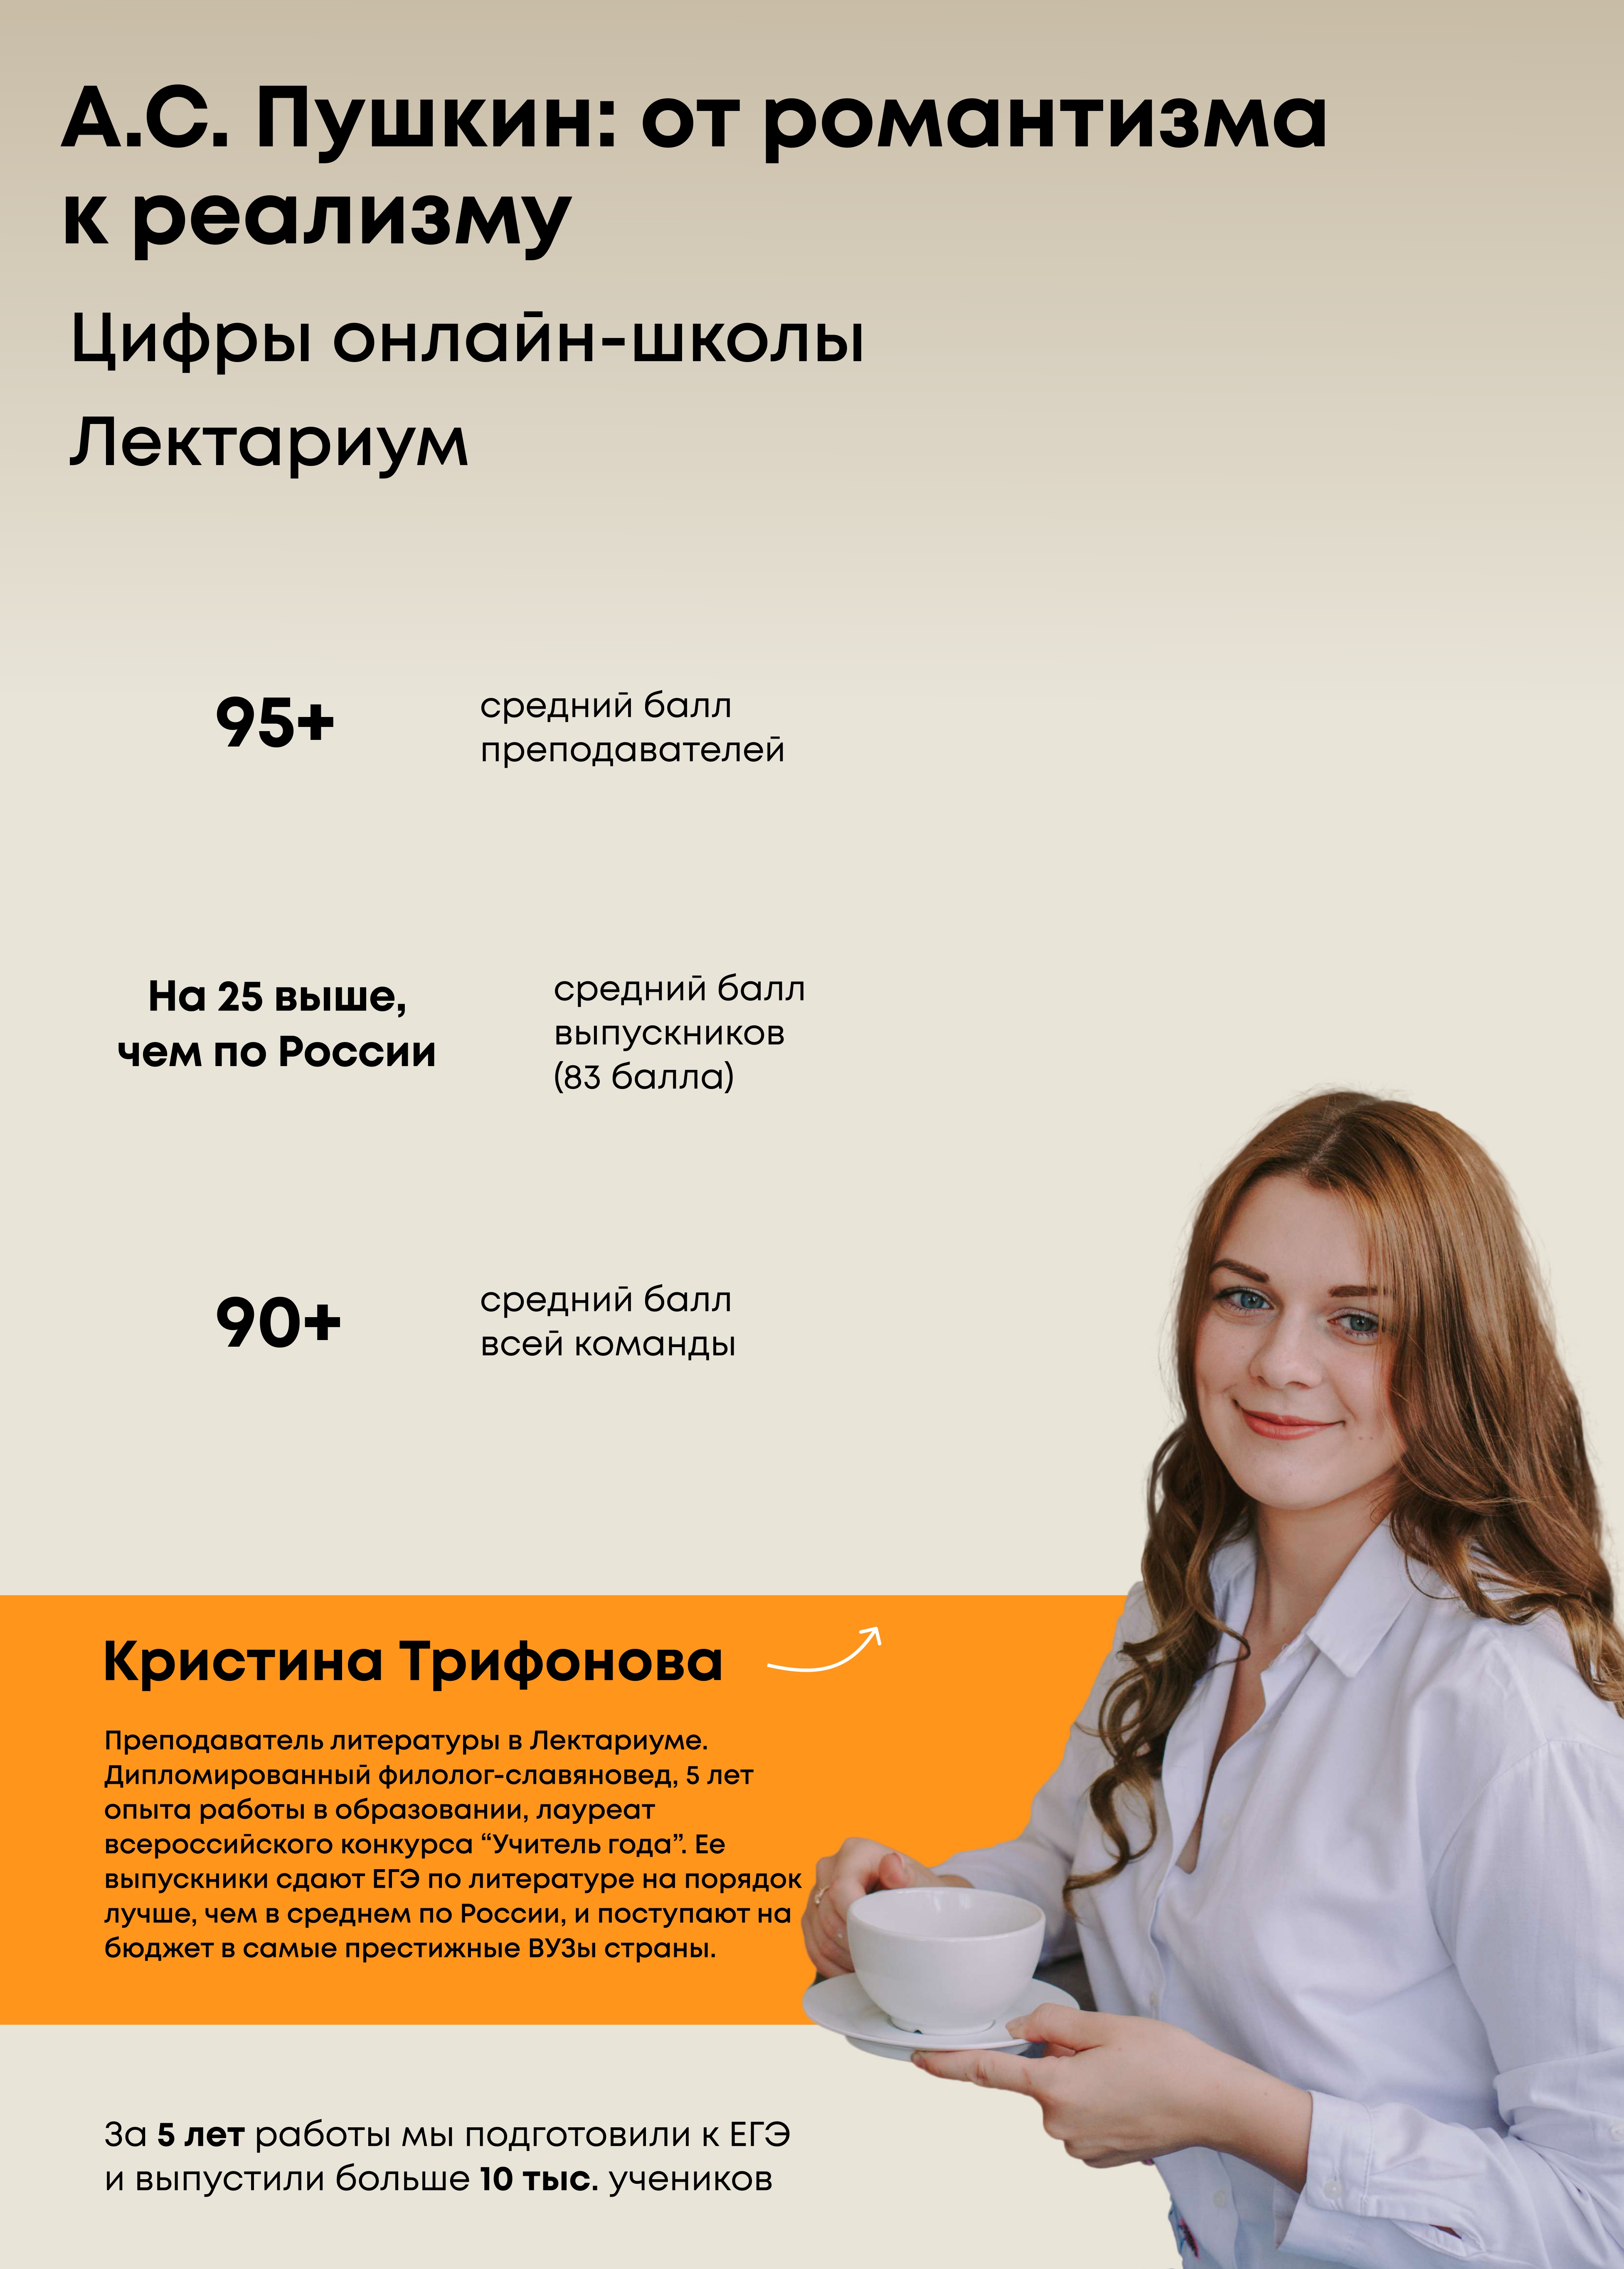 А.С. Пушкин: от романтизма
к реализму
Цифры онлайн-школы
Лектариум
95+
средний балл
преподавателей
На 25 выше,
чем по России
средний балл
выпускников
(83 балла)
90+
средний балл
всей команды
Кристина Трифонова
Преподаватель литературы в Лектариуме.
Дипломированный филолог-славяновед, 5 лет
опыта работы в образовании, лауреат
всероссийского конкурса “Учитель года”. Ее
выпускники сдают ЕГЭ по литературе на порядок
лучше, чем в среднем по России, и поступают на
бюджет в самые престижные ВУЗы страны.
За 5 лет работы мы подготовили к ЕГЭ
и выпустили больше 10 тыс. учеников